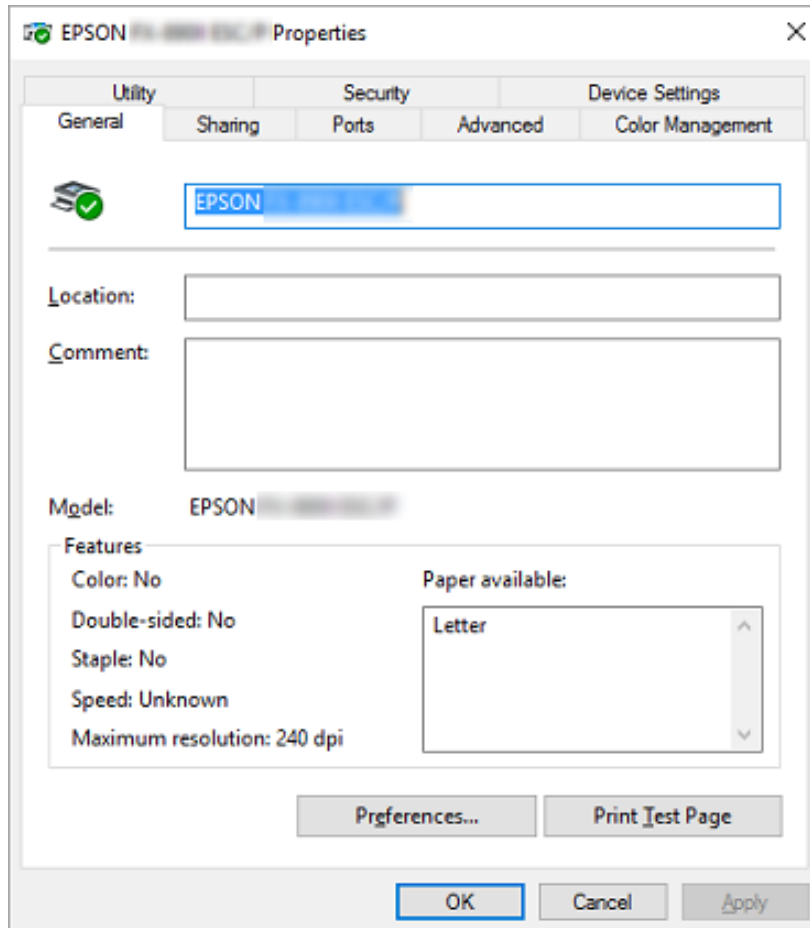 EPSON Properties
Utility Security Device Settings
General Sharing Ports Advanced Color Management
EPSON
Location:
Comment:
Model: EPSON
Features
Color: No
Double-sided: No
Staple: No
Speed: Unknown
Maximum resolution: 240 dpi
Paper available:
Letter
Preferences... Print Test Page
OK Cancel Apply